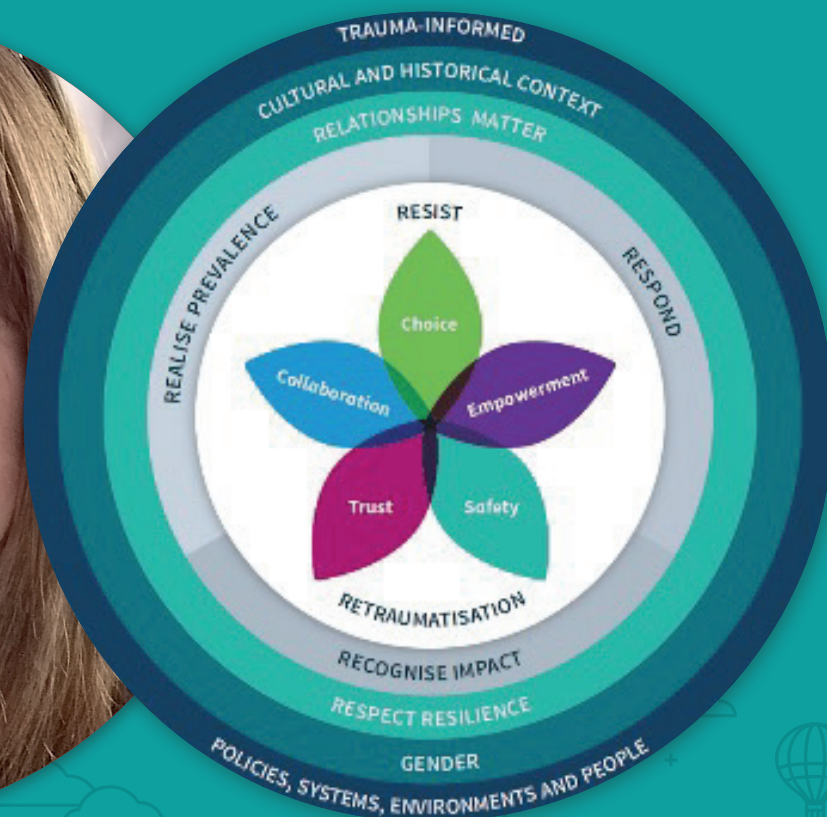 TRAUMA-INFORMED
CULTURAL AND HISTORICAL CONTEXT
RELATIONSHIPS MATTER
REALISE PREVALENCE
RESPOND
RESIST
Choice
Collaboration
Empowerment
Trust
Safety
RETRAUMATISATION
RECOGNISE IMPACT
RESPECT RESILIENCE
GENDER
POLICIES, SYSTEMS, ENVIRONMENTS AND PEOPLE